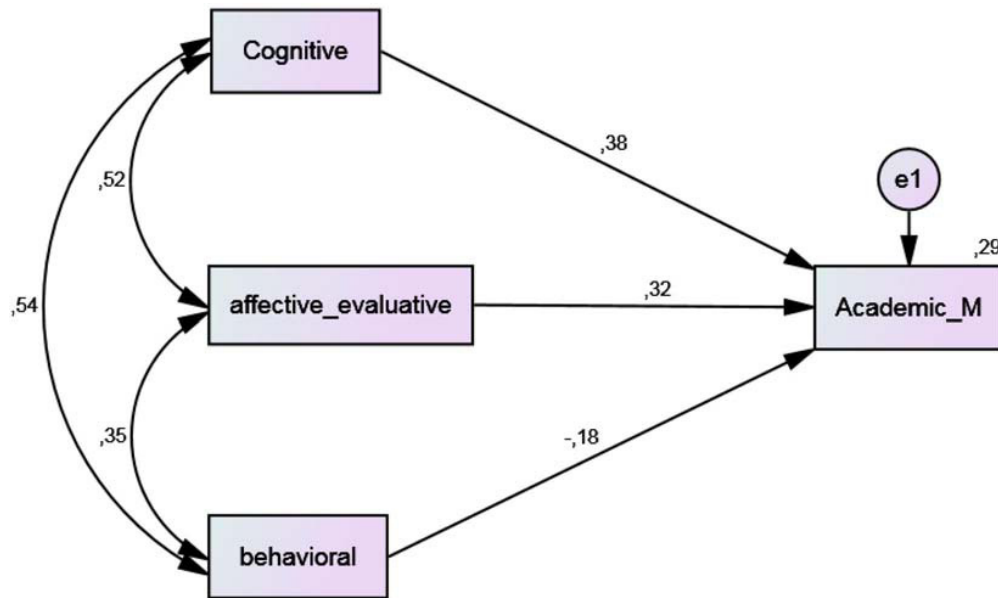 Cognitive
,38
e1
,52
,29
affective_evaluative
,32
Academic_M
,54
,35
-,18
behavioral